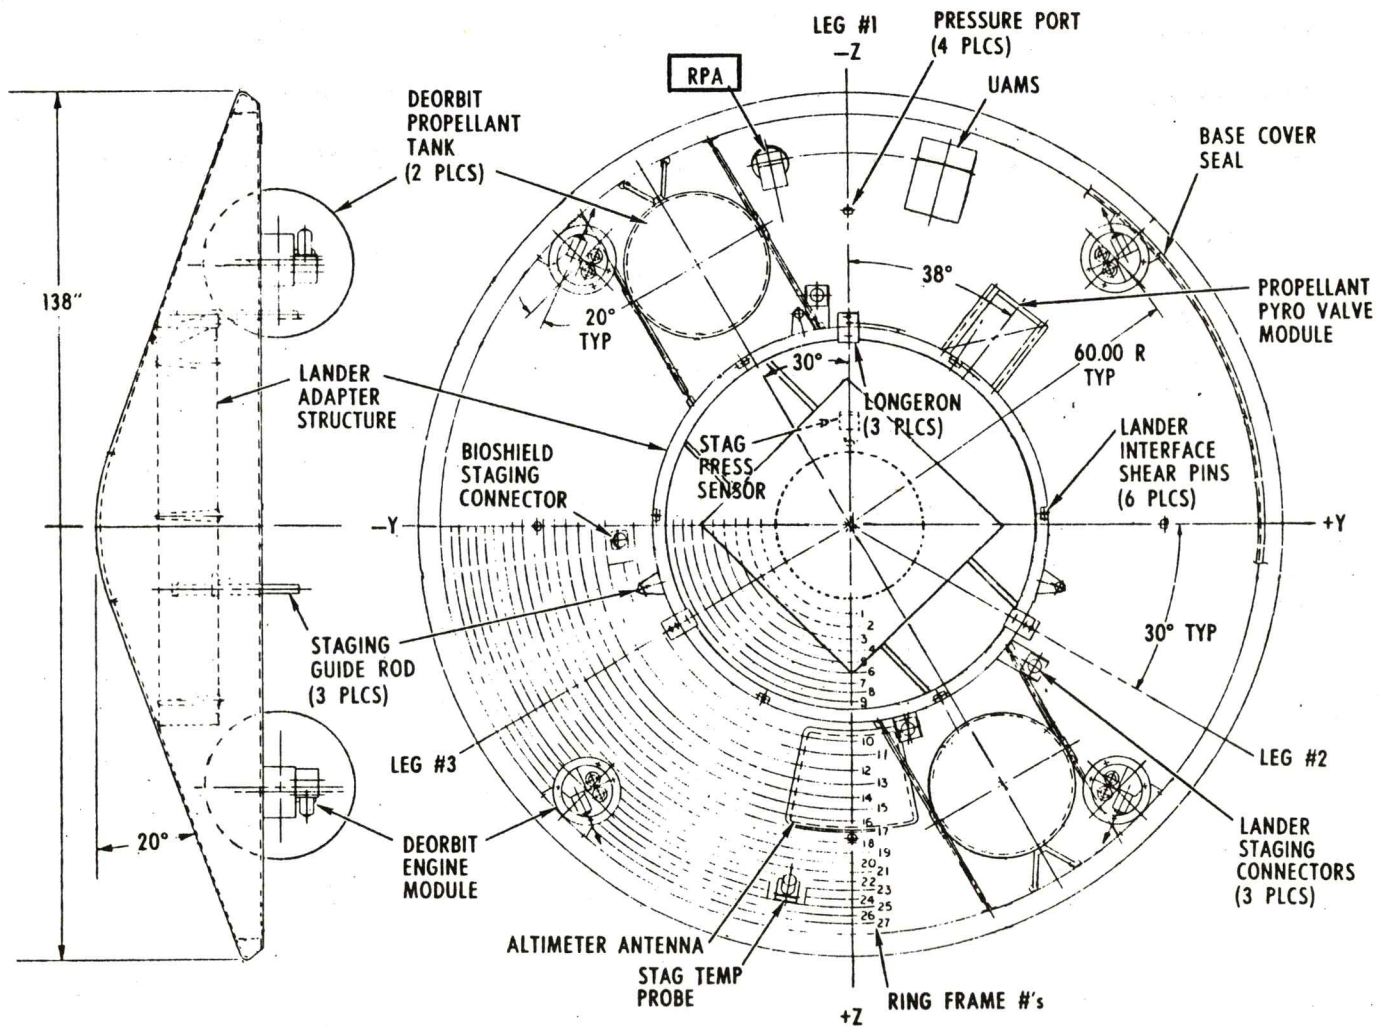 LEG #1
–Z
PRESSURE PORT
(4 PLCS)
RPA
UAMS
DEORBIT
PROPELLANT
TANK
(2 PLCS)
BASE COVER
SEAL
138"
38°
PROPELLANT
PYRO VALVE
MODULE
20°
TYP
60.00 R
TYP
30°
LANDER
ADAPTER
STRUCTURE
LONGERON
(3 PLCS)
STAG
PRESS
SENSOR
BIOSHIELD
STAGING
CONNECTOR
LANDER
INTERFACE
SHEAR PINS
(6 PLCS)
–Y
+Y
STAGING
GUIDE ROD
(3 PLCS)
30° TYP
1
2
3
4
5
6
7
8
9
10
11
12
13
14
15
16
17
18
19
20
21
22
23
24
25
26
27
LEG #3
LEG #2
20°
DEORBIT
ENGINE
MODULE
LANDER
STAGING
CONNECTORS
(3 PLCS)
ALTIMETER ANTENNA
STAG TEMP
PROBE
RING FRAME #'s
+Z